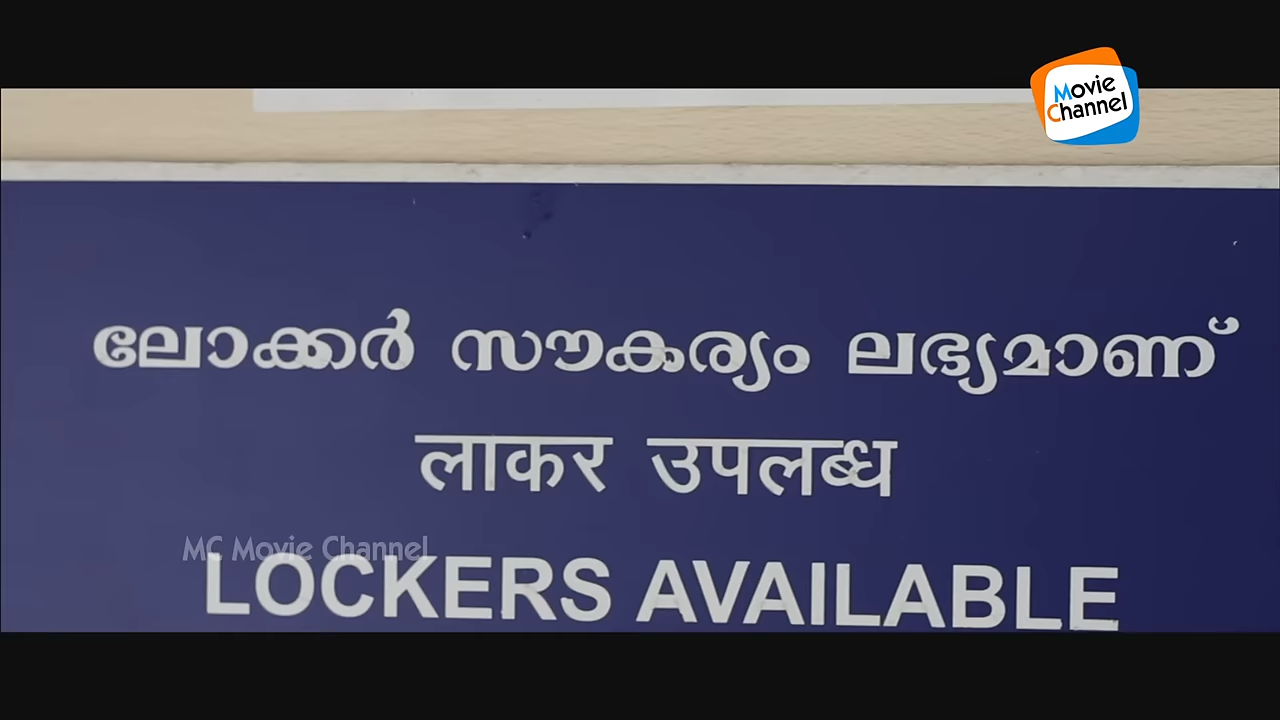 Movie
Channel
ലോക്കർ സൗകര്യം ലഭ്യമാണ്
लाकर उपलब्ध
MC Movie Channel
LOCKERS AVAILABLE